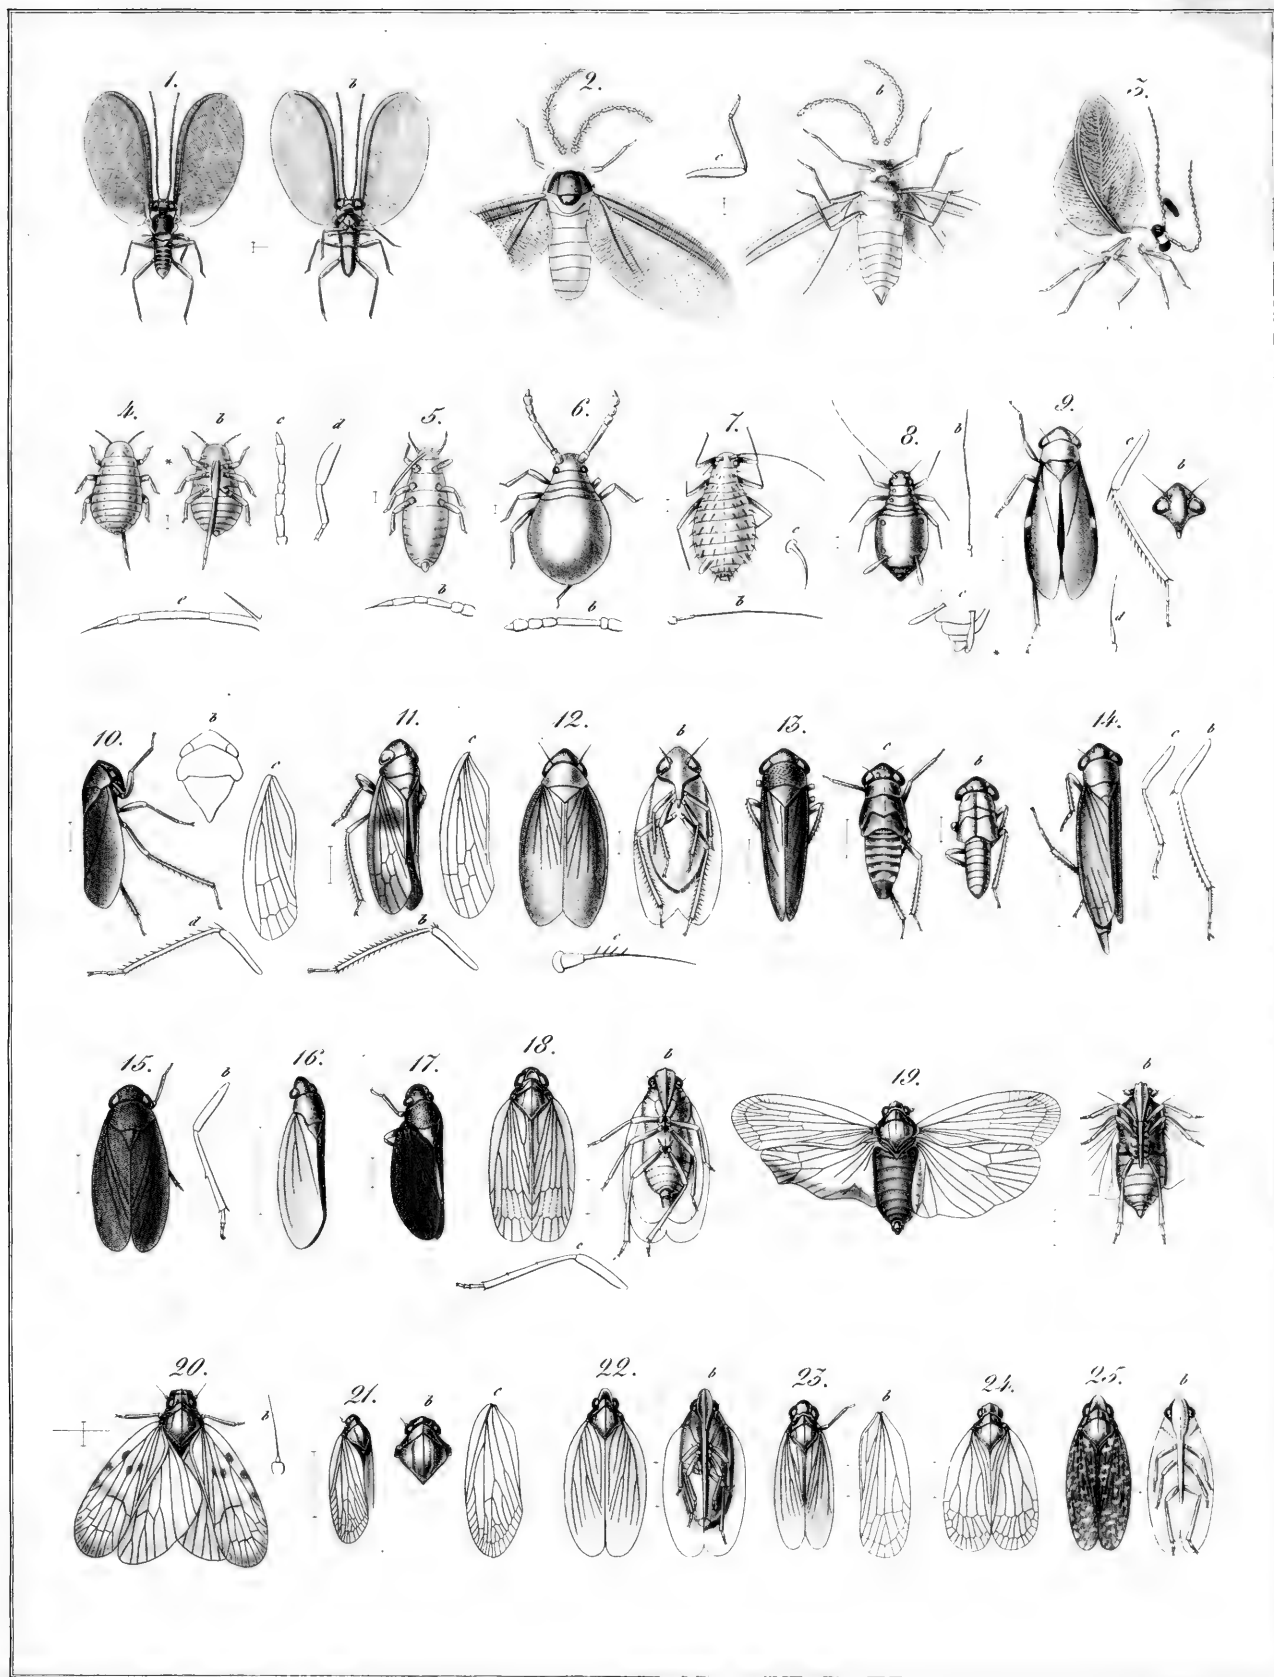 1. b 2. c b 3.
4. b c d 5. 6. 7. c 8. b 9. c b
e b b b c d
10. b c 11. c 12. b 13. c b 14. c b
d b c
15. b 16. 17. 18. b 19. b
c
20. b 21. b c 22. b 23. b 24. 25. b